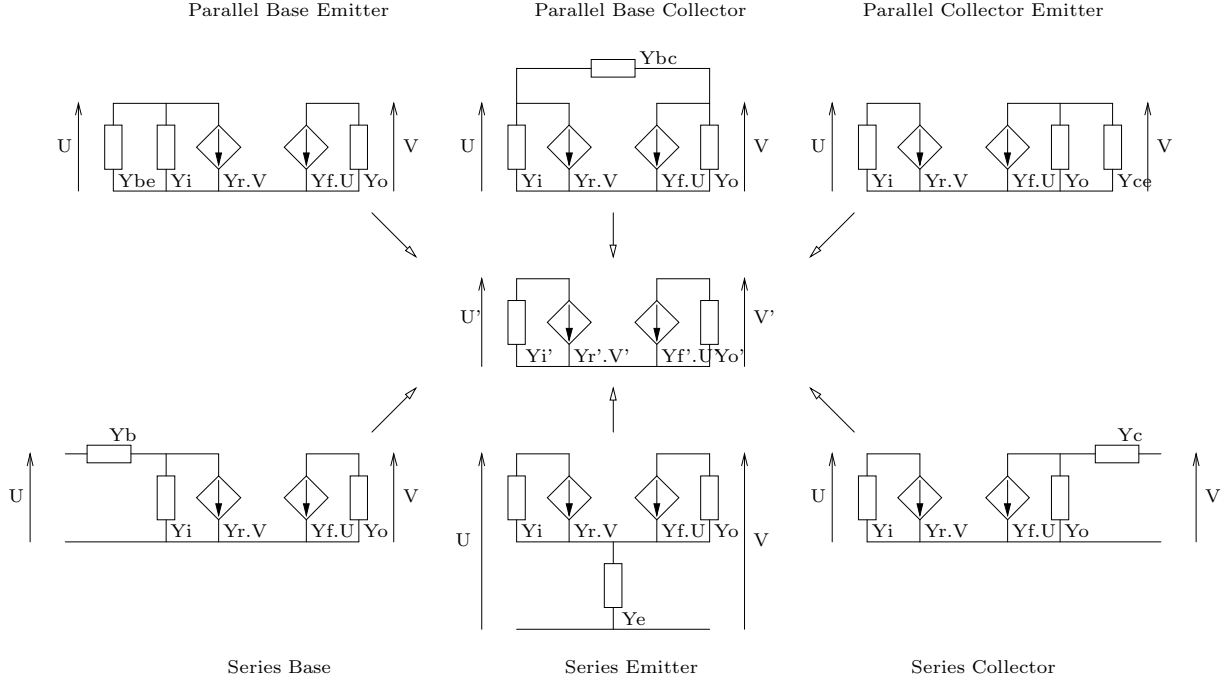 Parallel Base Emitter Parallel Base Collector Parallel Collector Emitter
Ybc
U V U V U V
Ybe Yi Yr.V Yf.U Yo Yi Yr.V Yf.U Yo Yi Yr.V Yf.U Yo Yce
U' V'
Yi' Yr'.V' Yf'.U' Yo'
Yb Yc
U V U V
Yi Yr.V Yf.U Yo Yi Yr.V Yf.U Yo Yi Yr.V Yf.U Yo
U V
Ye
Series Base Series Emitter Series Collector